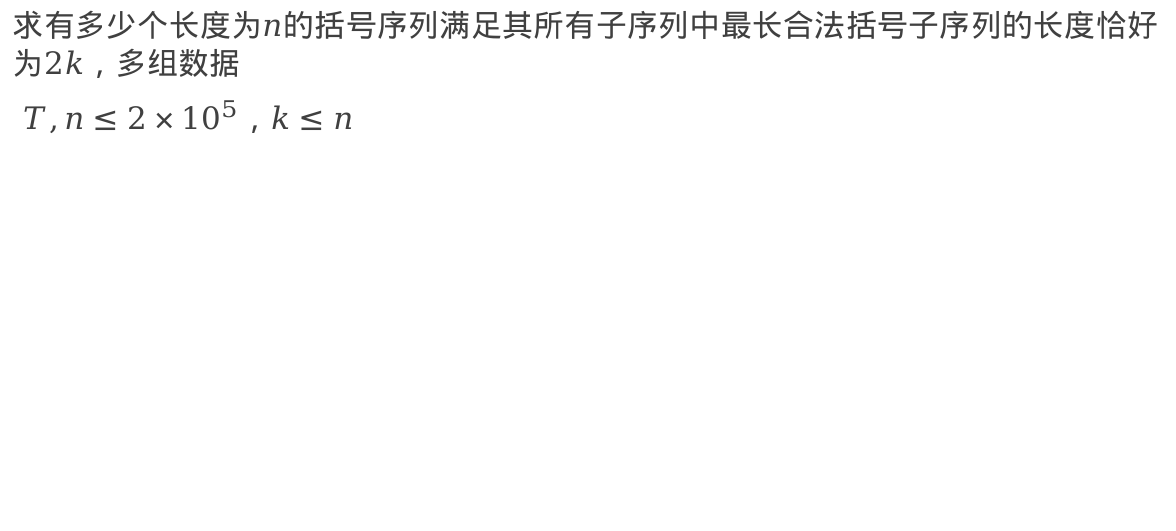 求有多少个长度为n的括号序列满足其所有子序列中最长合法括号子序列的长度恰好
为2k，多组数据
T, n ≤ 2 × 10⁵，k ≤ n